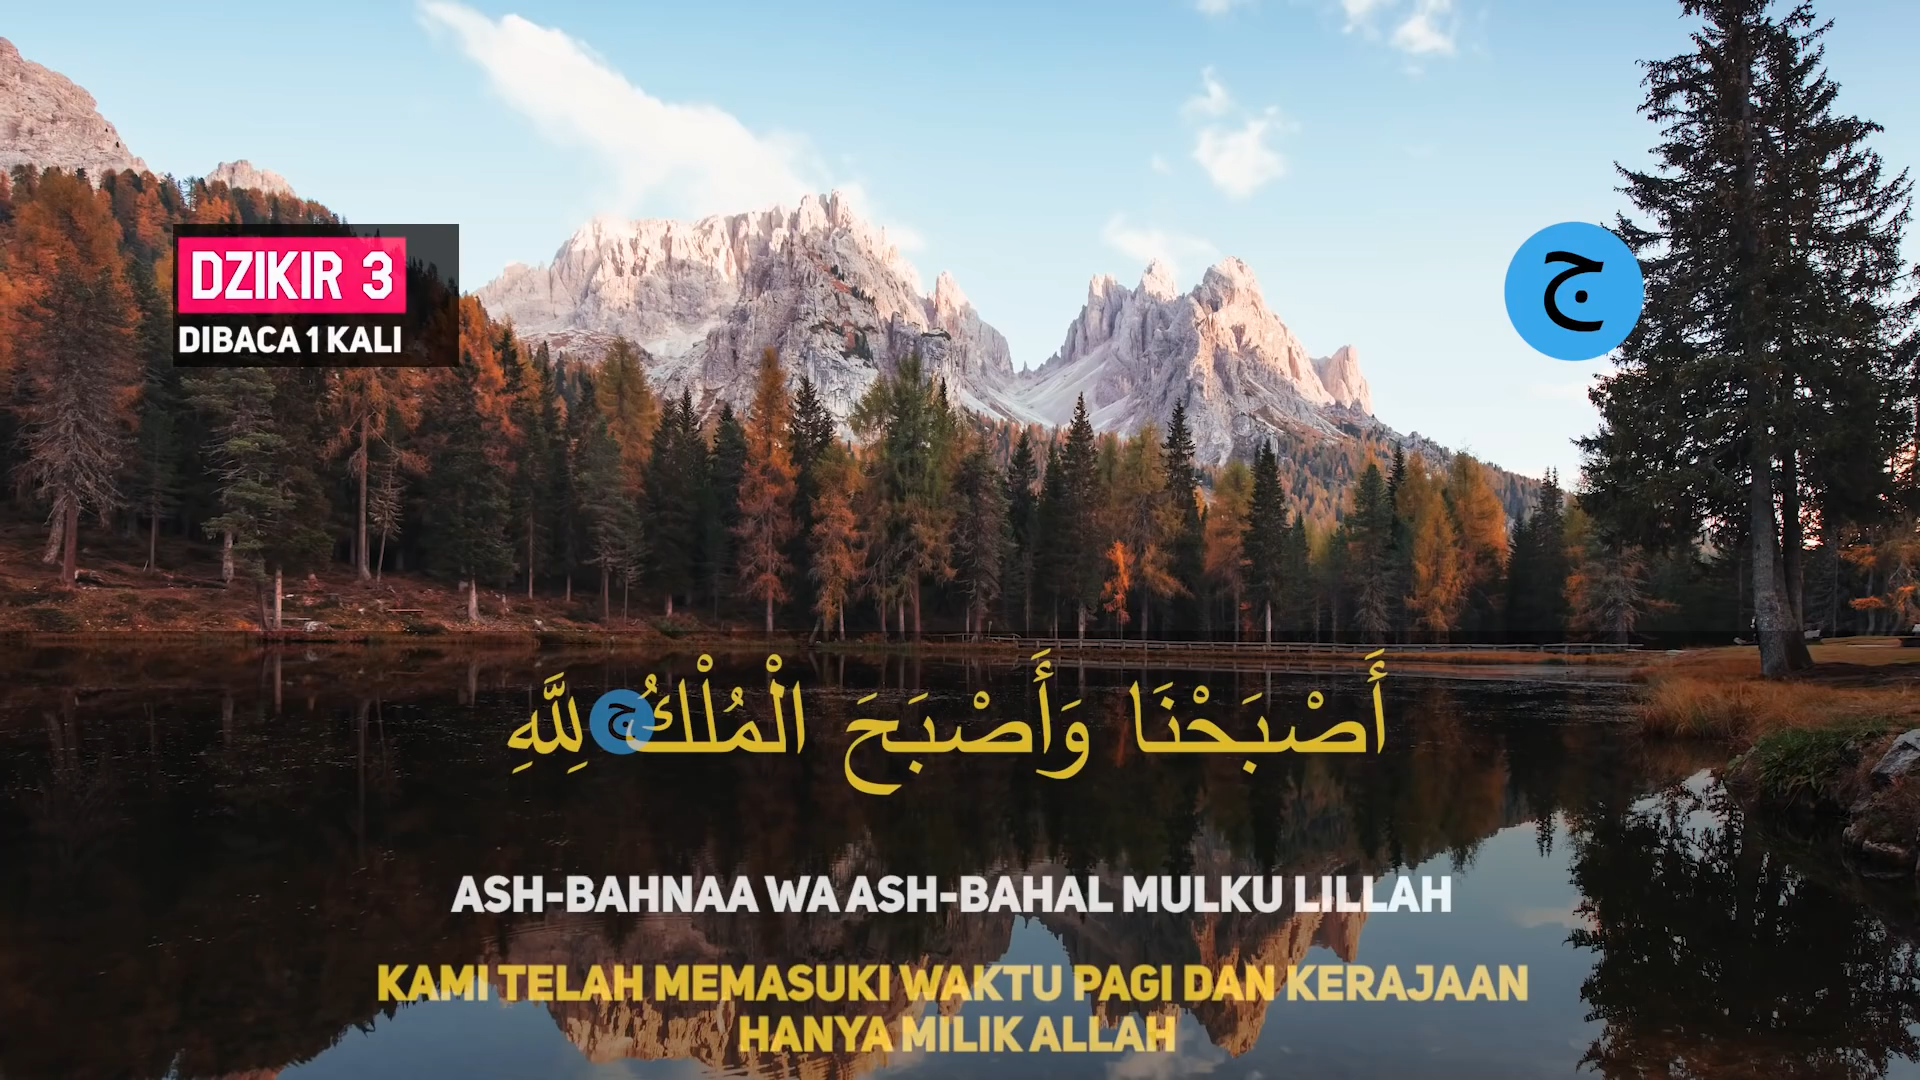 DZIKIR 3
DIBACA 1 KALI
ج
أَصْبَحْنَا وَأَصْبَحَ الْمُلْكُ لِلَّهِ
ج
ASH-BAHNAA WA ASH-BAHAL MULKU LILLAH
KAMI TELAH MEMASUKI WAKTU PAGI DAN KERAJAAN
HANYA MILIK ALLAH